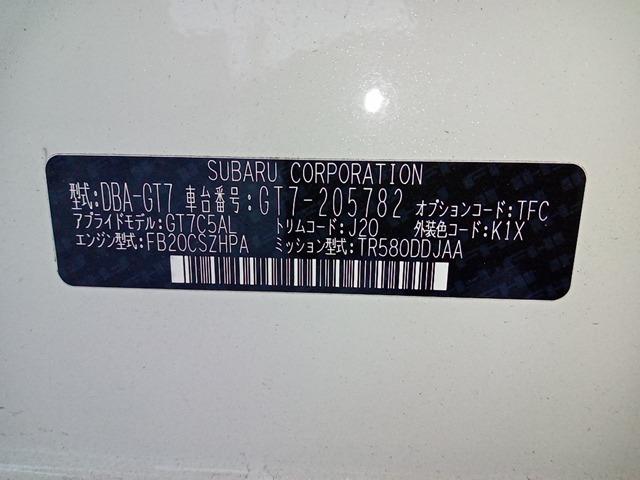 SUBARU CORPORATION
型式:DBA-GT7 車台番号:GT7-205782 オプションコード:TFC
アプライドモデル:GT7C5AL トリムコード:J20 外装色コード:K1X
エンジン型式:FB20CSZHPA ミッション型式:TR580DDJAA